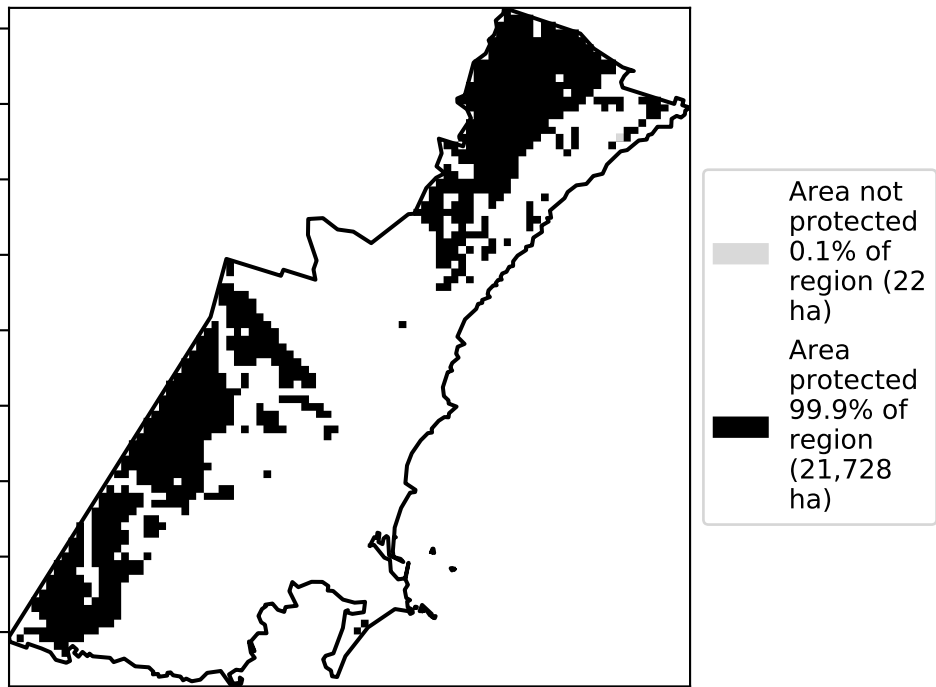 Area not
protected
0.1% of
region (22
ha)
Area
protected
99.9% of
region
(21,728
ha)